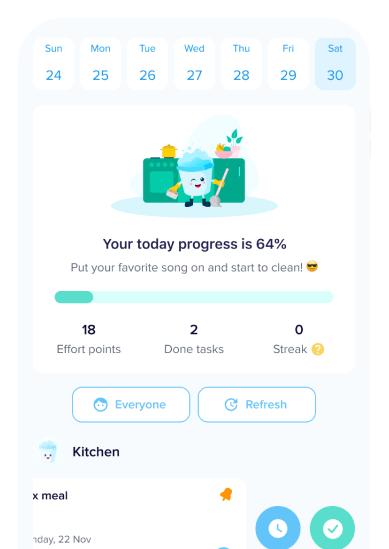 Sun Mon Tue Wed Thu Fri Sat
24 25 26 27 28 29 30
Your today progress is 64%
Put your favorite song on and start to clean! 😎
18 2 0
Effort points Done tasks Streak ?
Everyone Refresh
Kitchen
x meal
nday, 22 Nov